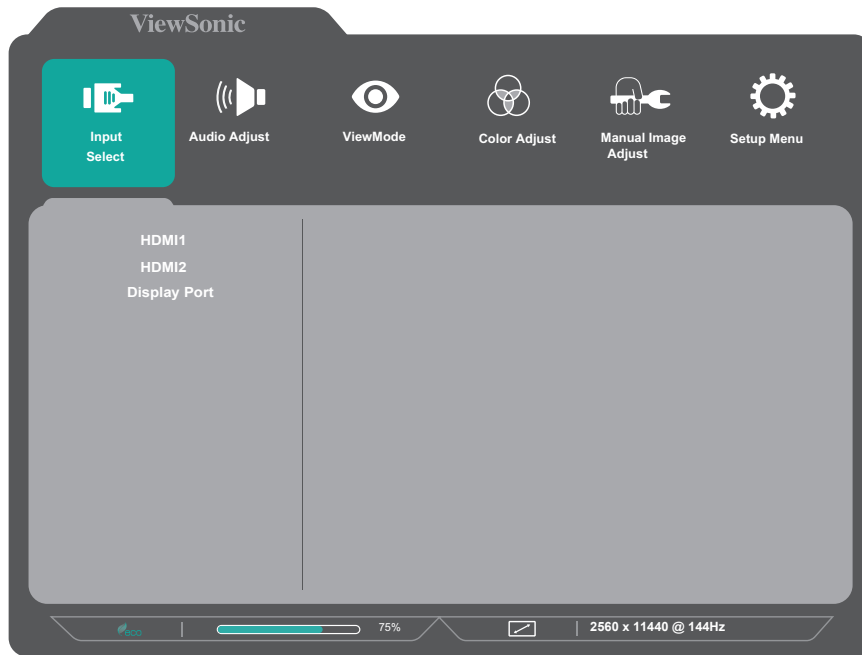 ViewSonic
Input
Select
Audio Adjust
ViewMode
Color Adjust
Manual Image
Adjust
Setup Menu
HDMI1
HDMI2
Display Port
eco
75%
2560 x 11440 @ 144Hz